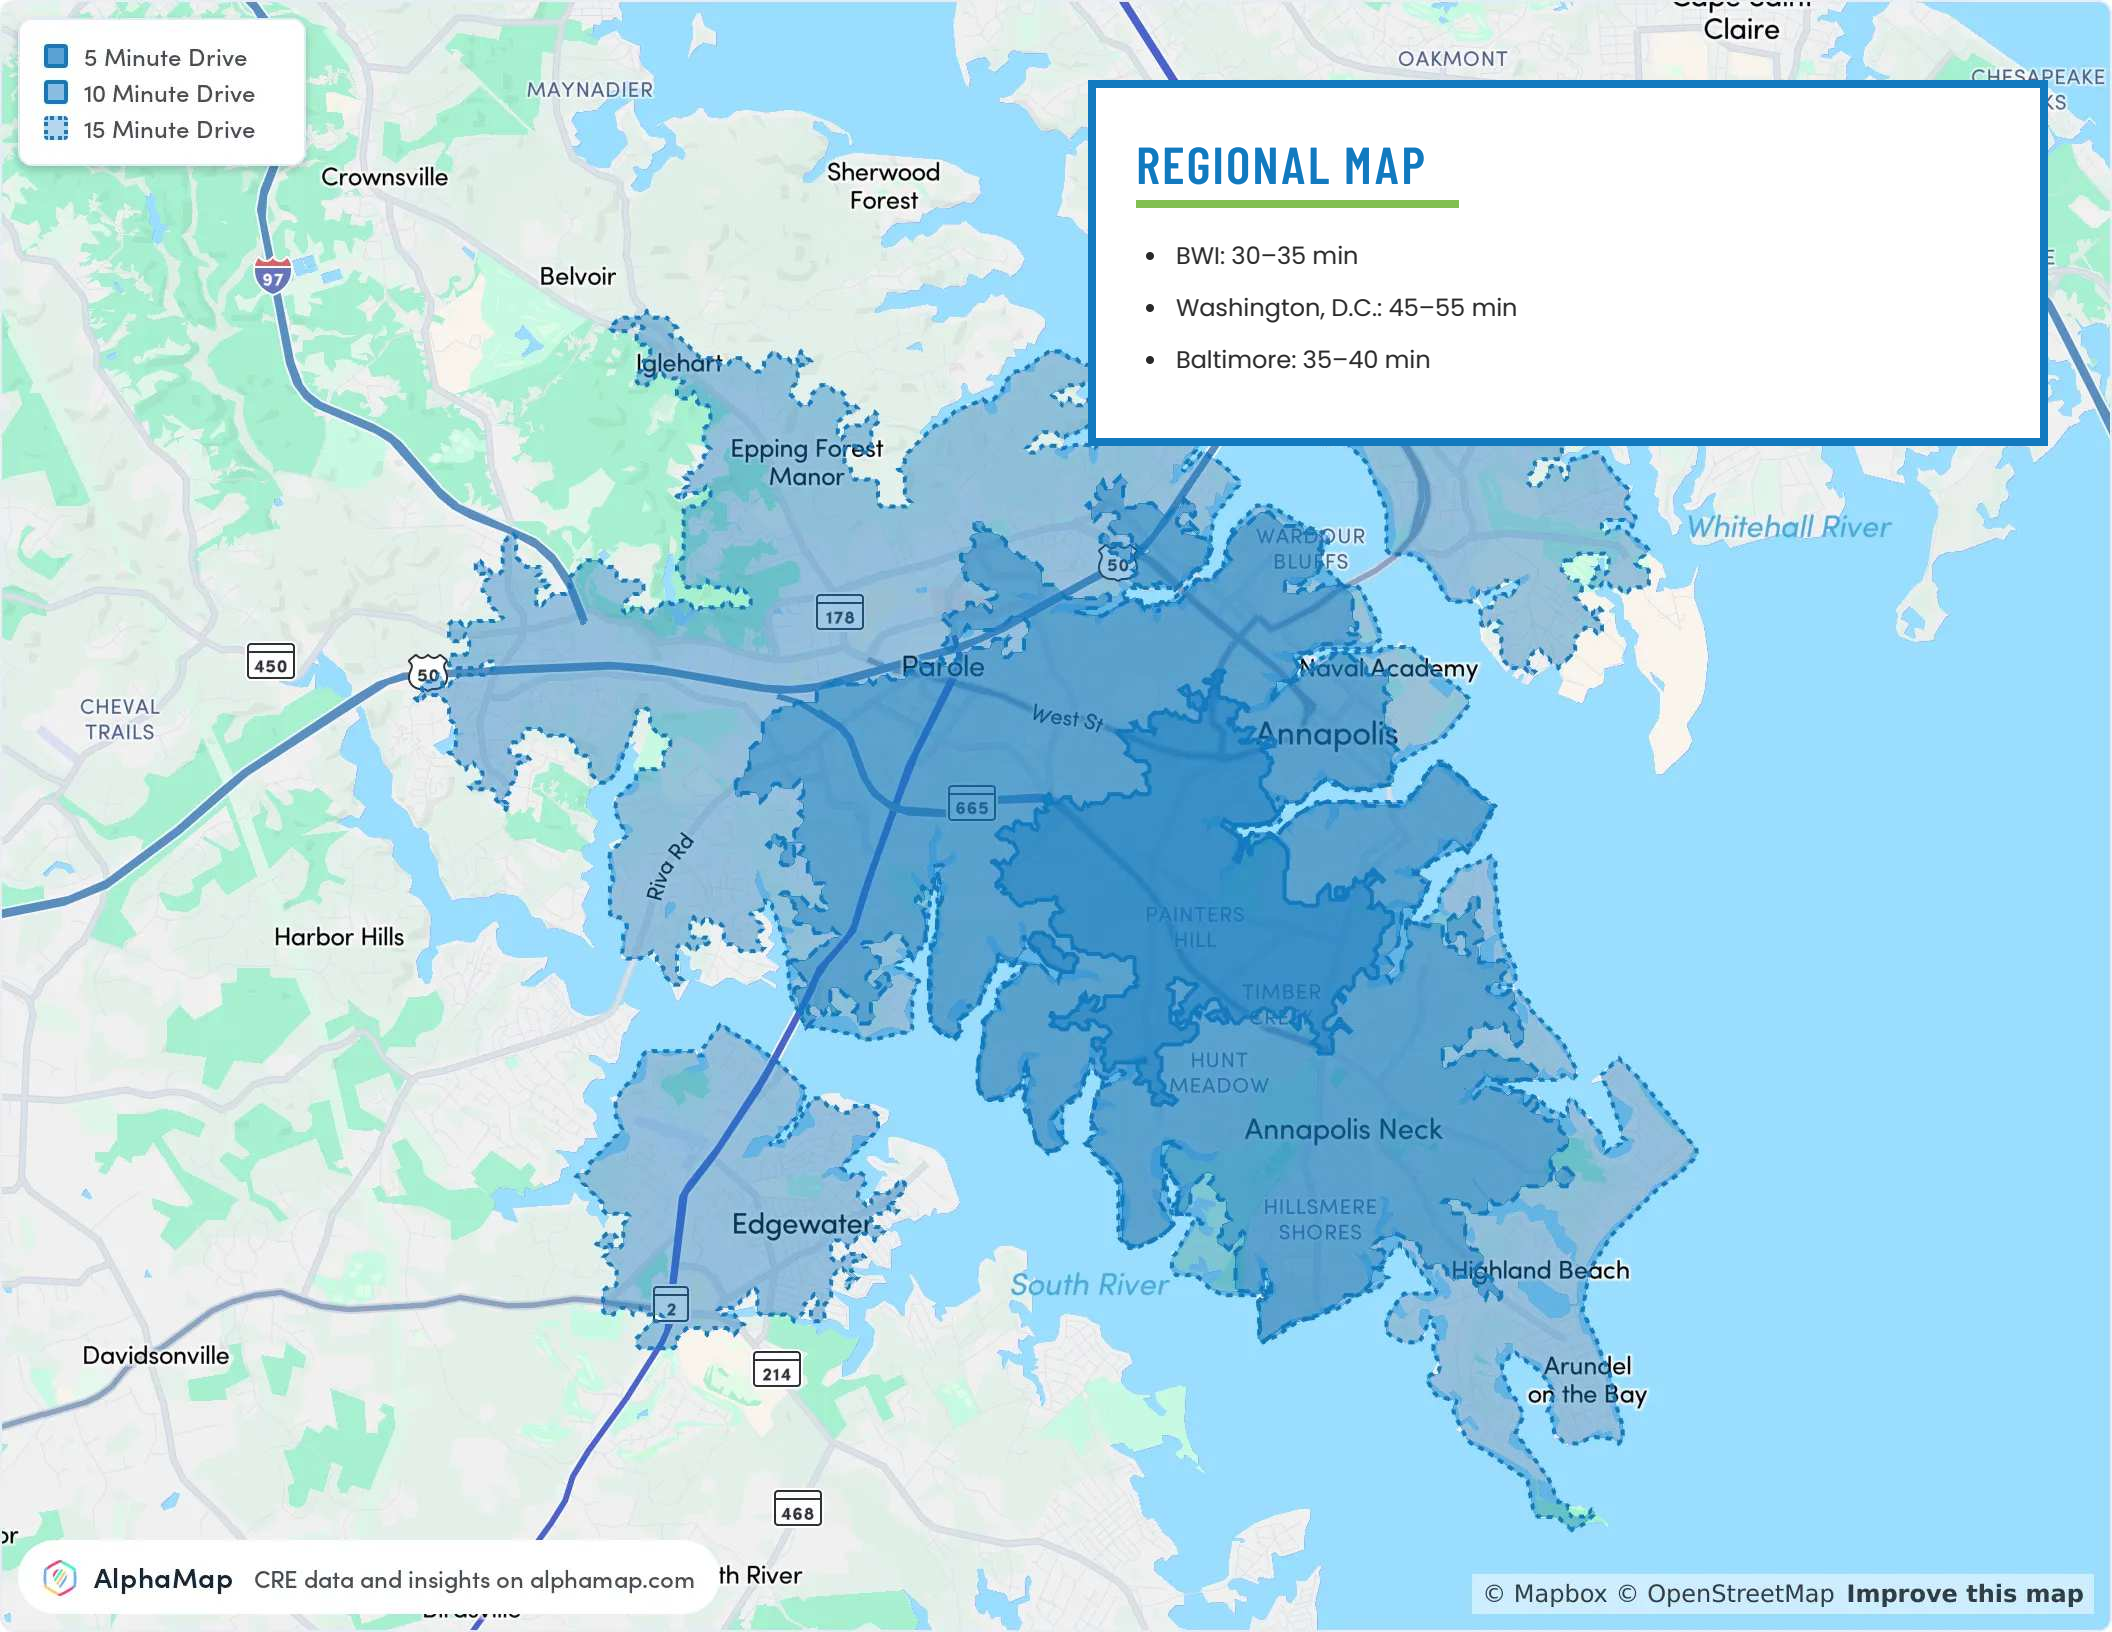 5 Minute Drive
10 Minute Drive
15 Minute Drive
Claire
OAKMONT
CHESAPEAKE
MAYNADIER
REGIONAL MAP
• BWI: 30–35 min
• Washington, D.C.: 45–55 min
• Baltimore: 35–40 min
Crownsville
Sherwood
Forest
97
Belvoir
Iglehart
Epping Forest
Manor
Whitehall River
WARDOUR
BLUFFS
50
178
450
50
Parole
Naval Academy
CHEVAL
TRAILS
West St
Annapolis
665
Riva Rd
PAINTERS
HILL
Harbor Hills
TIMBER
CREEK
HUNT
MEADOW
Annapolis Neck
HILLSMERE
SHORES
Edgewater
Highland Beach
South River
2
Davidsonville
214
Arundel
on the Bay
468
th River
AlphaMap CRE data and insights on alphamap.com
© Mapbox © OpenStreetMap Improve this map